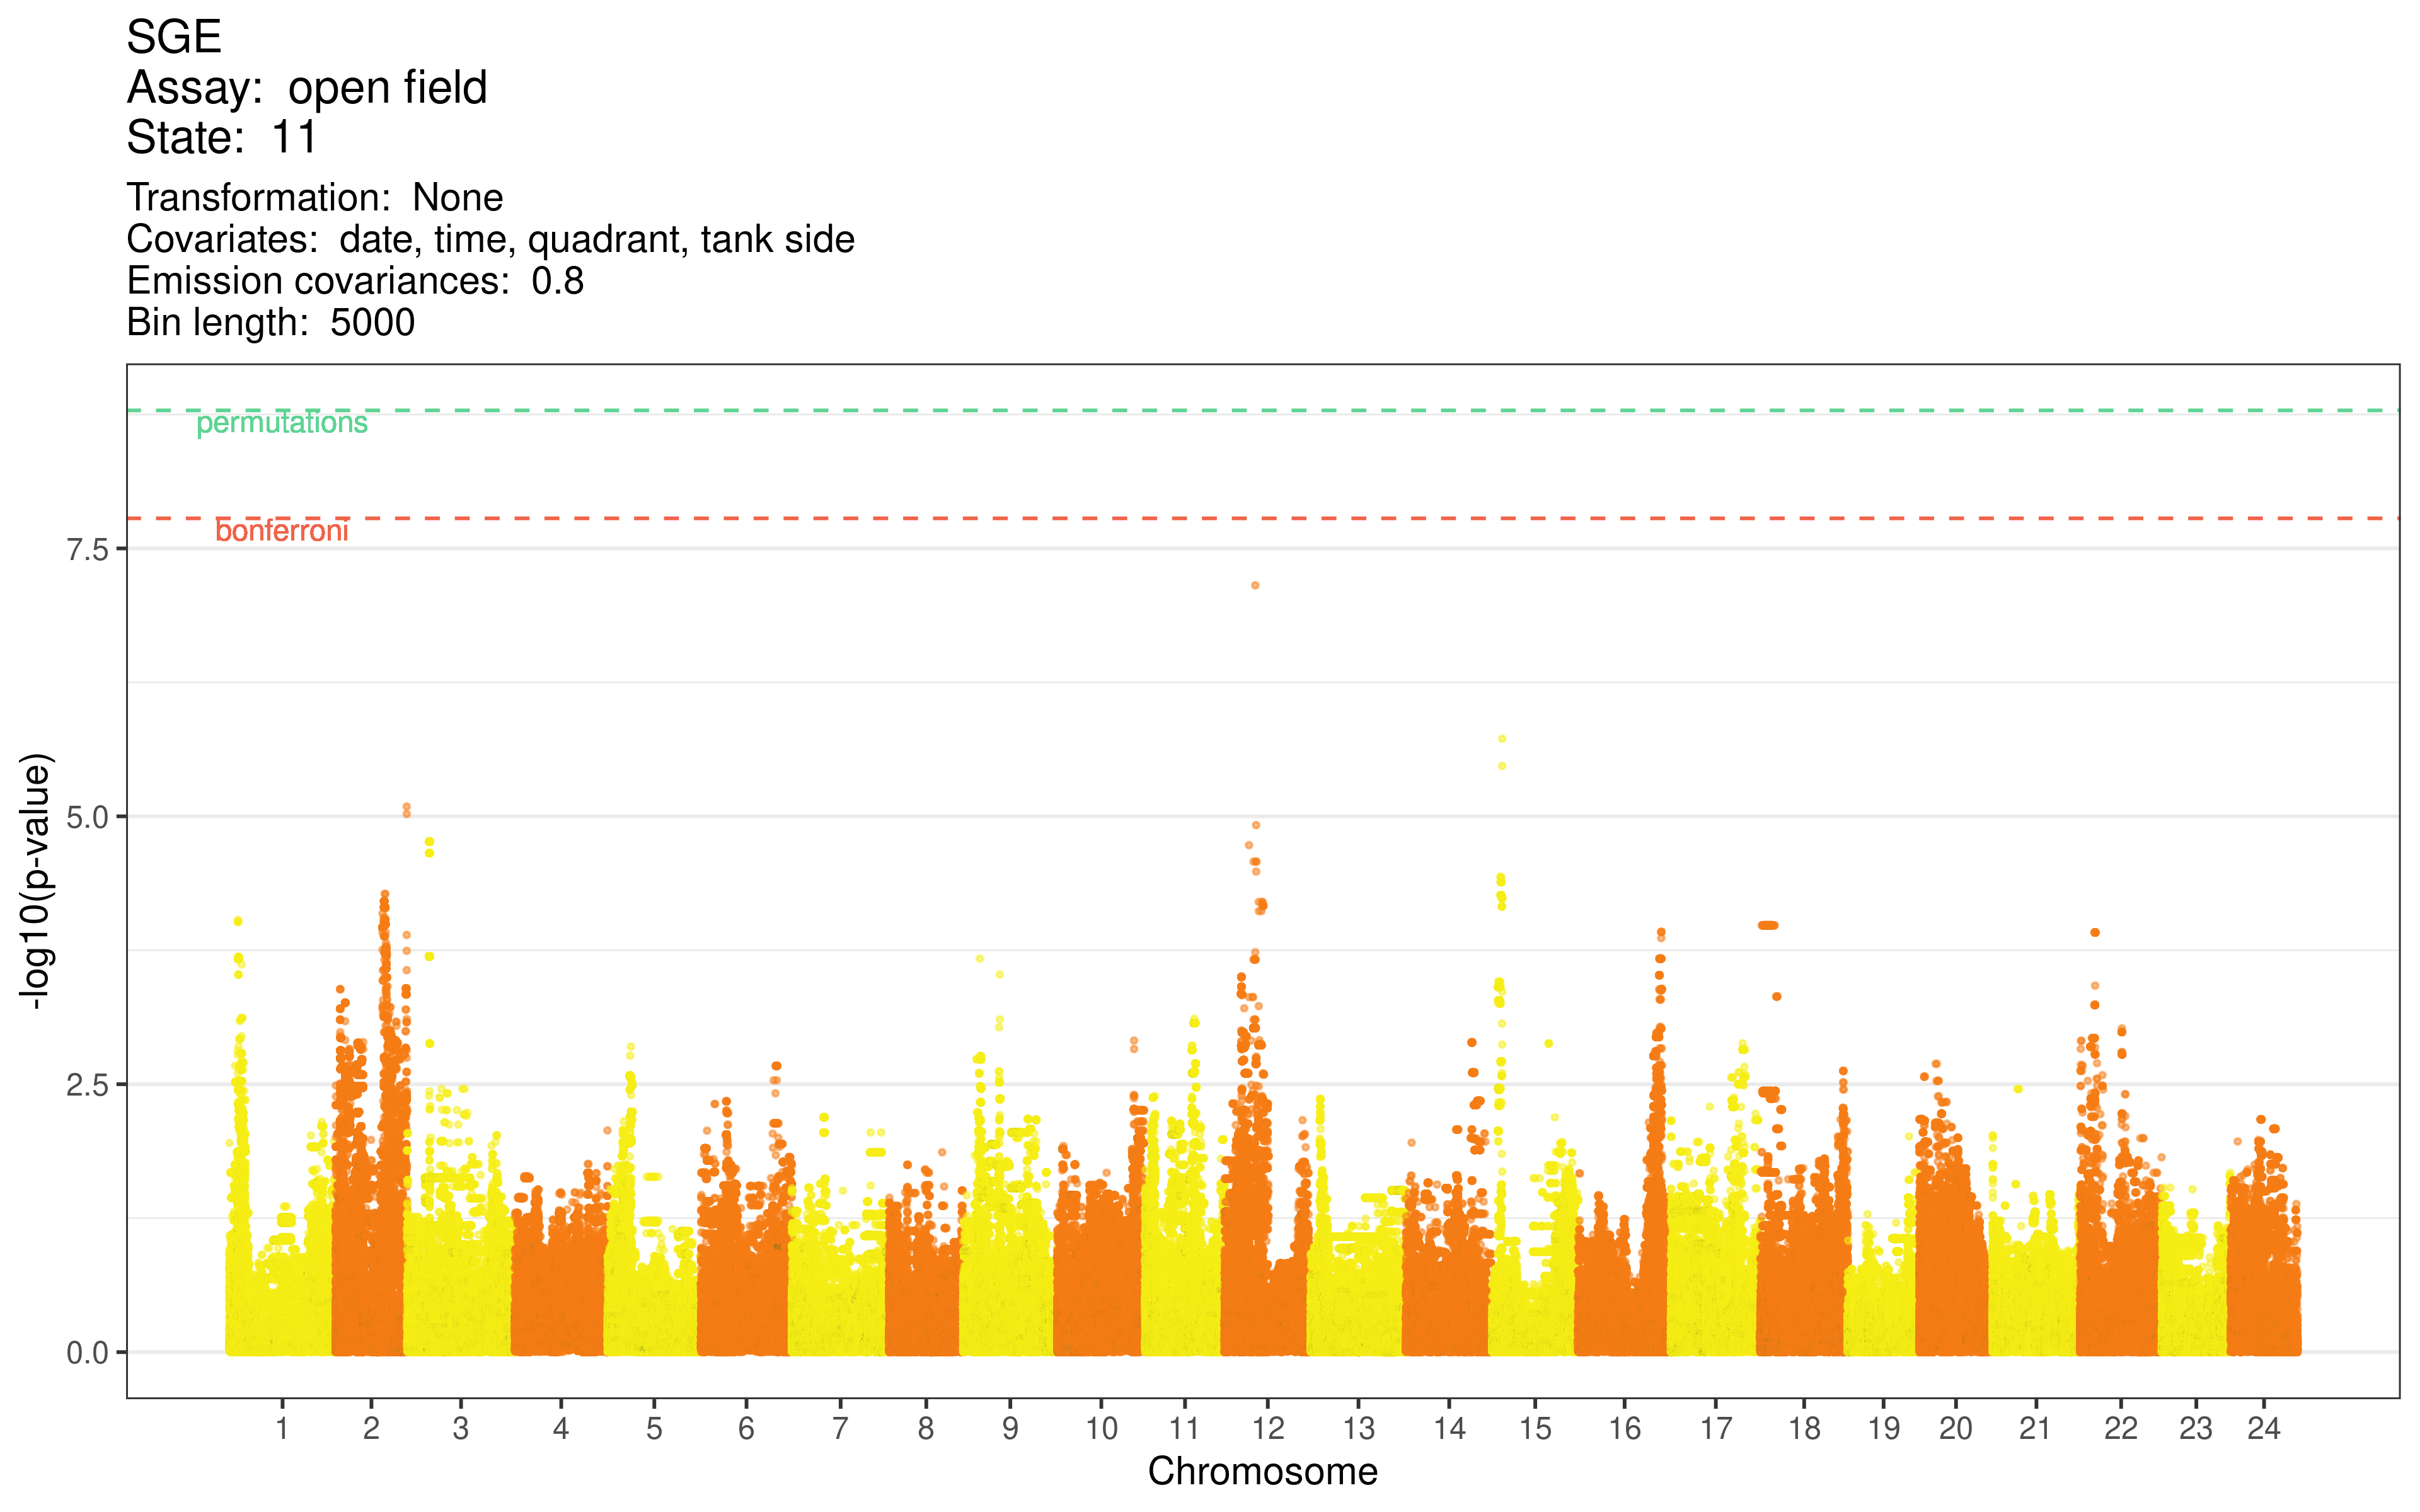 SGE
Assay:  open field
State:  11
Transformation:  None
Covariates:  date, time, quadrant, tank side
Emission covariances:  0.8
Bin length:  5000
permutations
bonferroni
7.5
5.0
2.5
0.0
-log10(p-value)
1 2 3 4 5 6 7 8 9 10 11 12 13 14 15 16 17 18 19 20 21 22 23 24
Chromosome